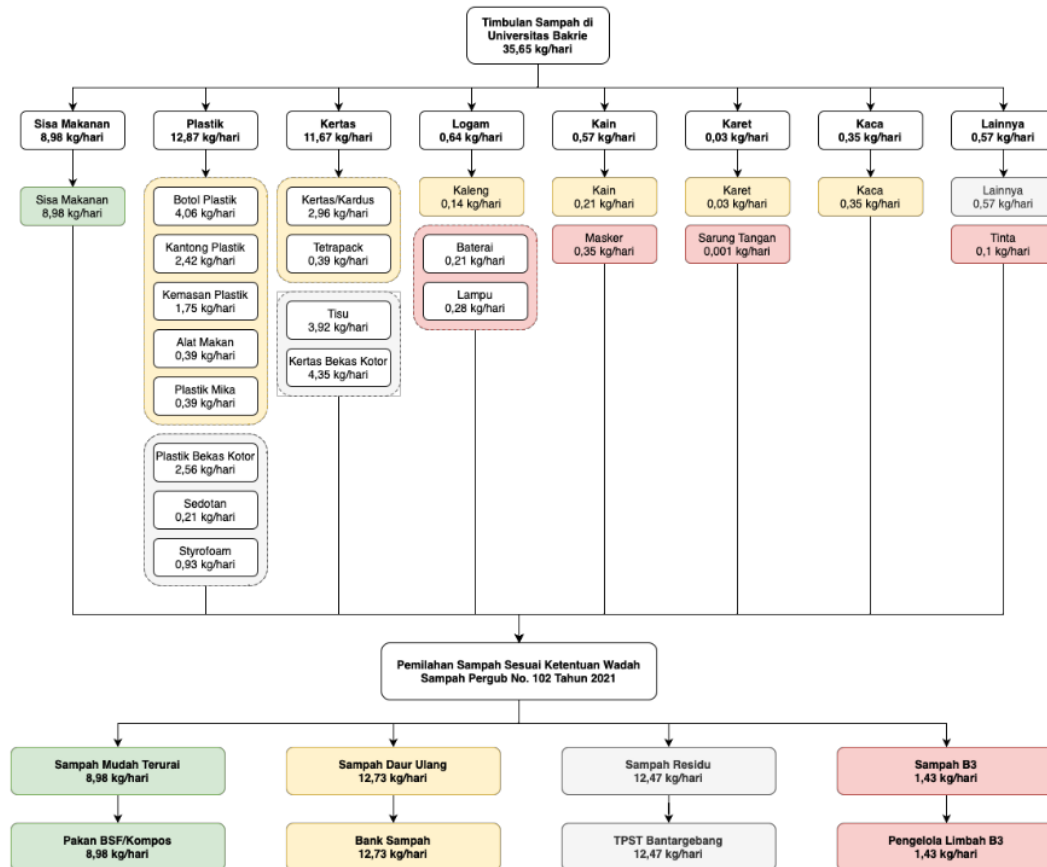 Timbulan Sampah di
Universitas Bakrie
35,65 kg/hari
Sisa Makanan
8,98 kg/hari
Plastik
12,87 kg/hari
Kertas
11,67 kg/hari
Logam
0,64 kg/hari
Kain
0,57 kg/hari
Karet
0,03 kg/hari
Kaca
0,35 kg/hari
Lainnya
0,57 kg/hari
Sisa Makanan
8,98 kg/hari
Botol Plastik
4,06 kg/hari
Kantong Plastik
2,42 kg/hari
Kemasan Plastik
1,75 kg/hari
Alat Makan
0,39 kg/hari
Plastik Mika
0,39 kg/hari
Plastik Bekas Kotor
2,56 kg/hari
Sedotan
0,21 kg/hari
Styrofoam
0,93 kg/hari
Kertas/Kardus
2,96 kg/hari
Tetrapack
0,39 kg/hari
Tisu
3,92 kg/hari
Kertas Bekas Kotor
4,35 kg/hari
Kaleng
0,14 kg/hari
Baterai
0,21 kg/hari
Lampu
0,28 kg/hari
Kain
0,21 kg/hari
Masker
0,35 kg/hari
Karet
0,03 kg/hari
Sarung Tangan
0,001 kg/hari
Kaca
0,35 kg/hari
Lainnya
0,57 kg/hari
Tinta
0,1 kg/hari
Pemilahan Sampah Sesuai Ketentuan Wadah
Sampah Pergub No. 102 Tahun 2021
Sampah Mudah Terurai
8,98 kg/hari
Sampah Daur Ulang
12,73 kg/hari
Sampah Residu
12,47 kg/hari
Sampah B3
1,43 kg/hari
Pakan BSF/Kompos
8,98 kg/hari
Bank Sampah
12,73 kg/hari
TPST Bantargebang
12,47 kg/hari
Pengelola Limbah B3
1,43 kg/hari